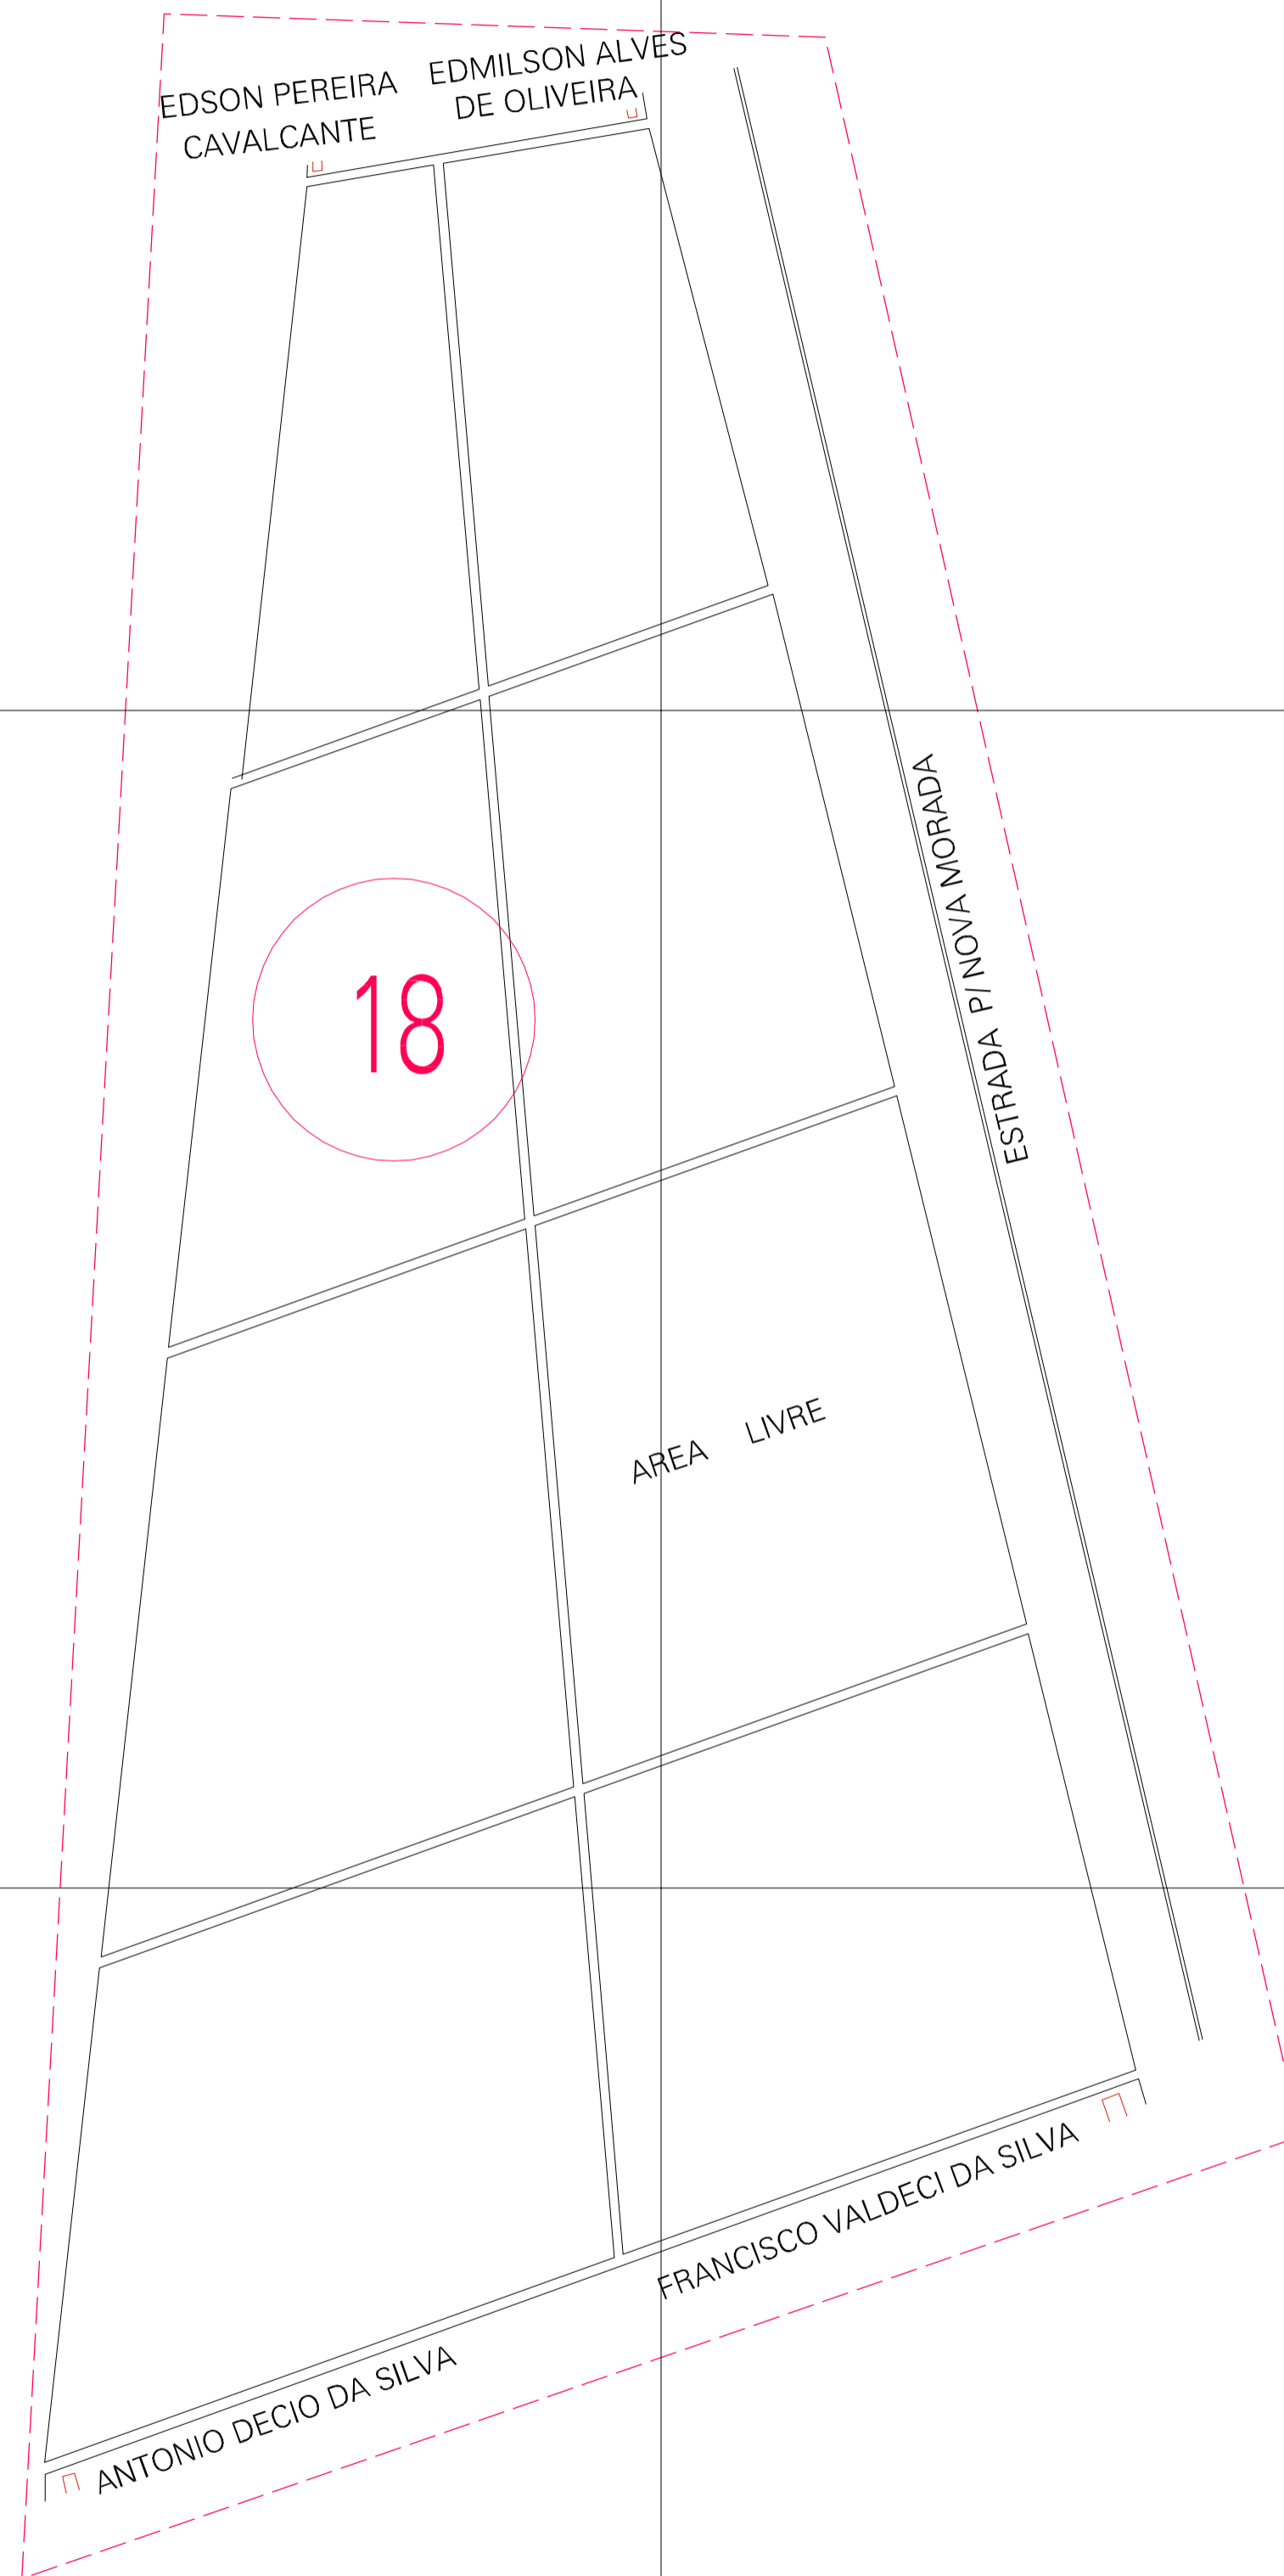 EDSON PEREIRA
CAVALCANTE
EDMILSON ALVES
DE OLIVEIRA
ESTRADA P/ NOVA MORADA
18
AREA LIVRE
FRANCISCO VALDECI DA SILVA
ANTONIO DECIO DA SILVA